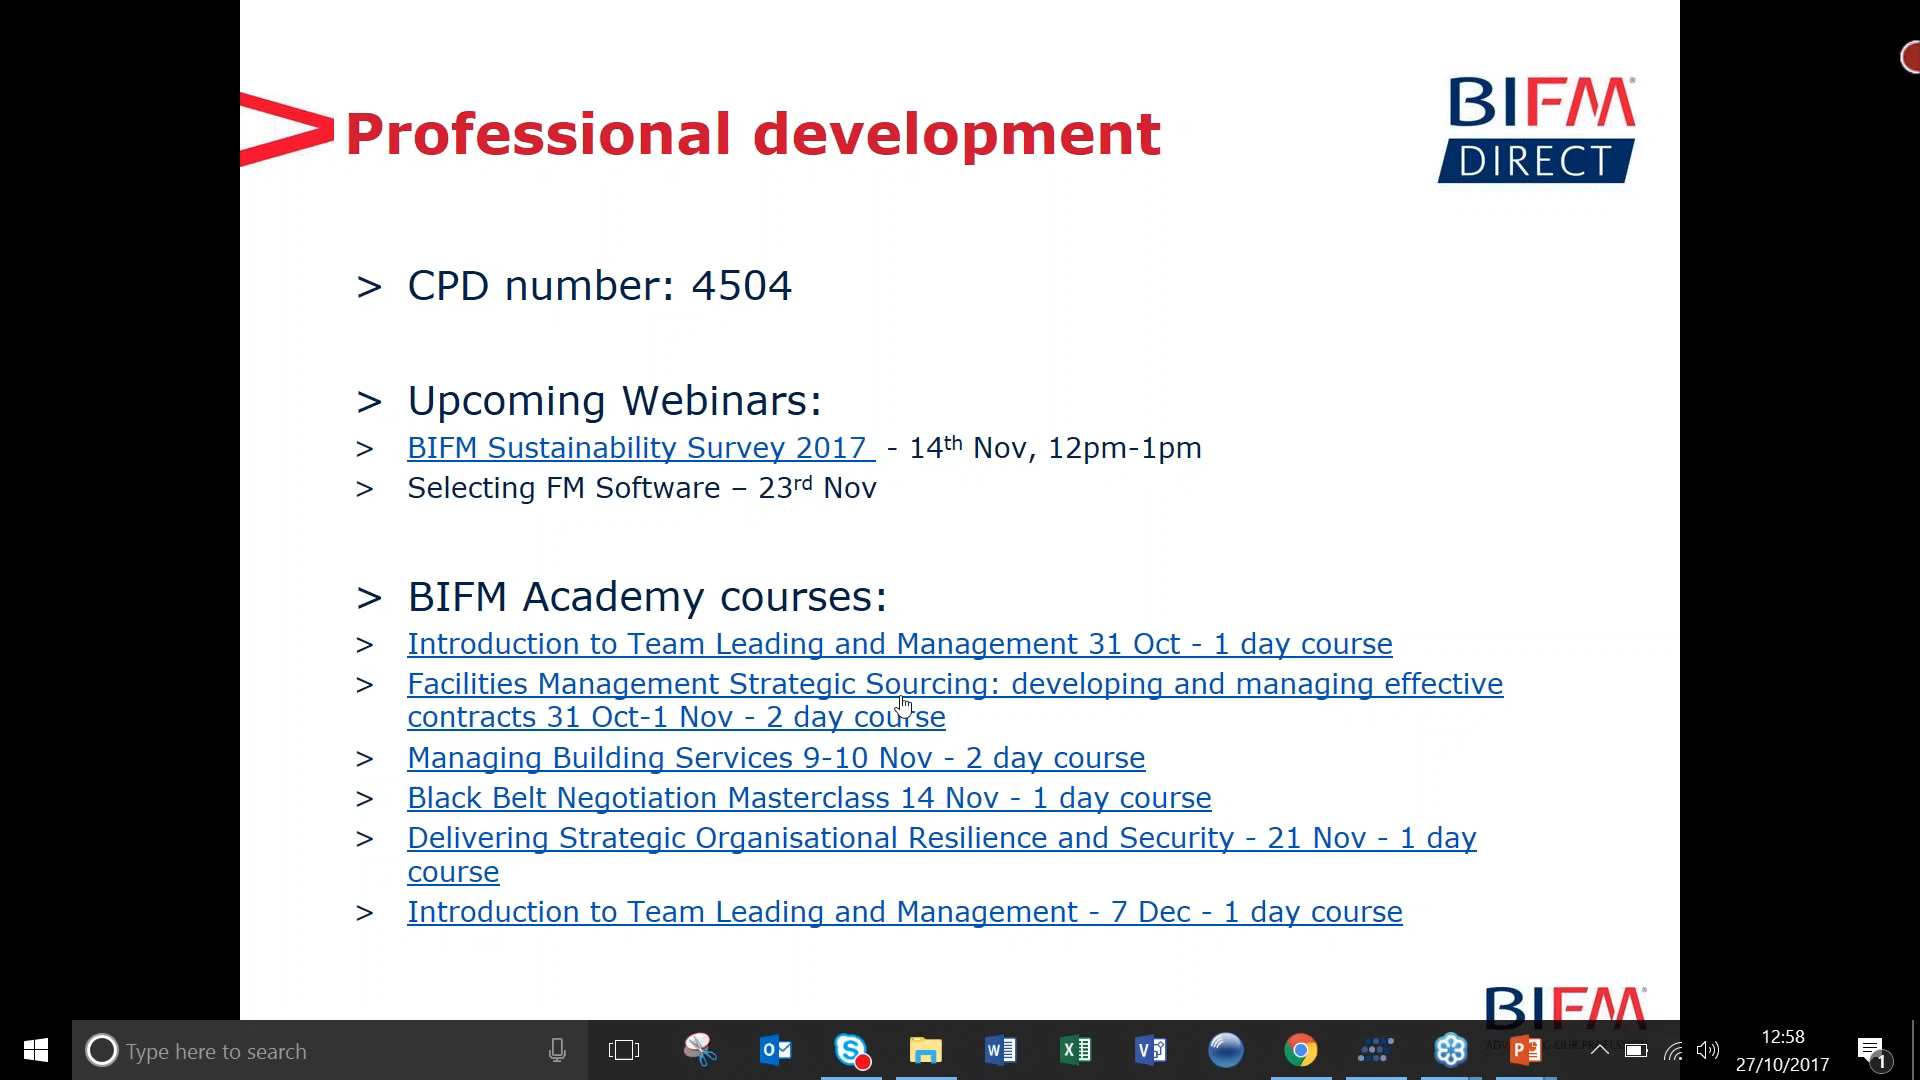 > Professional development
BIFM®
DIRECT
> CPD number: 4504
> Upcoming Webinars:
> BIFM Sustainability Survey 2017 - 14th Nov, 12pm-1pm
> Selecting FM Software – 23rd Nov
> BIFM Academy courses:
> Introduction to Team Leading and Management 31 Oct - 1 day course
> Facilities Management Strategic Sourcing: developing and managing effective
contracts 31 Oct-1 Nov - 2 day course
> Managing Building Services 9-10 Nov - 2 day course
> Black Belt Negotiation Masterclass 14 Nov - 1 day course
> Delivering Strategic Organisational Resilience and Security - 21 Nov - 1 day
course
> Introduction to Team Leading and Management - 7 Dec - 1 day course
BIFM®
Type here to search
12:58
27/10/2017
1